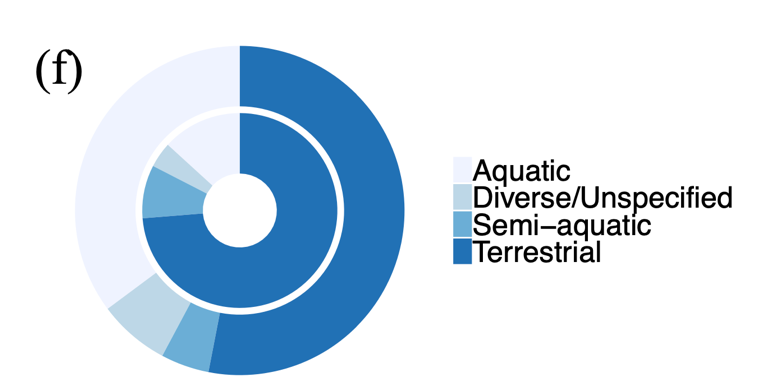 (f)
Aquatic
Diverse/Unspecified
Semi−aquatic
Terrestrial